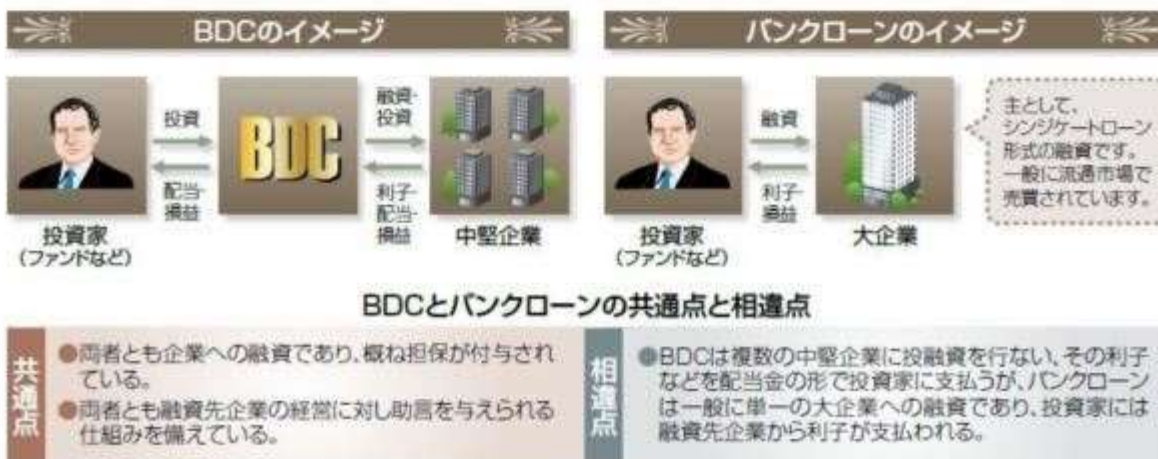 BDCのイメージ
投資
配当・
損益
BDC
融資・
投資
利子・
配当・
損益
投資家
(ファンドなど)
中堅企業
バンクローンのイメージ
融資
利子・
損益
投資家
(ファンドなど)
大企業
主として、
シンジケートローン
形式の融資です。
一般に流通市場で
売買されています。
BDCとバンクローンの共通点と相違点
共通点
●両者とも企業への融資であり、概ね担保が付与され
ている。
●両者とも融資先企業の経営に対し助言を与えられる
仕組みを備えている。
相違点
●BDCは複数の中堅企業に投融資を行ない、その利子
などを配当金の形で投資家に支払うが、バンクローン
は一般に単一の大企業への融資であり、投資家には
融資先企業から利子が支払われる。